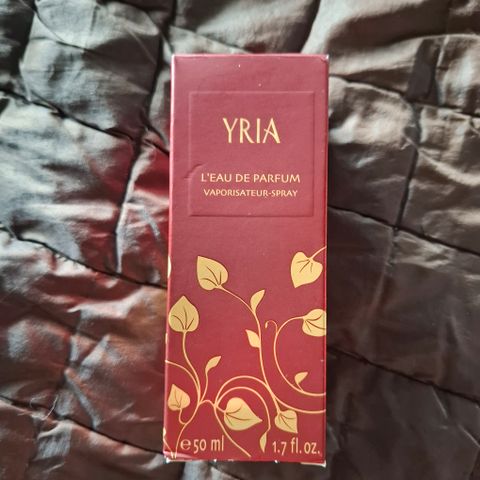 YRIA
L'EAU DE PARFUM
VAPORISATEUR-SPRAY
e 50 ml 1.7 fl. oz.